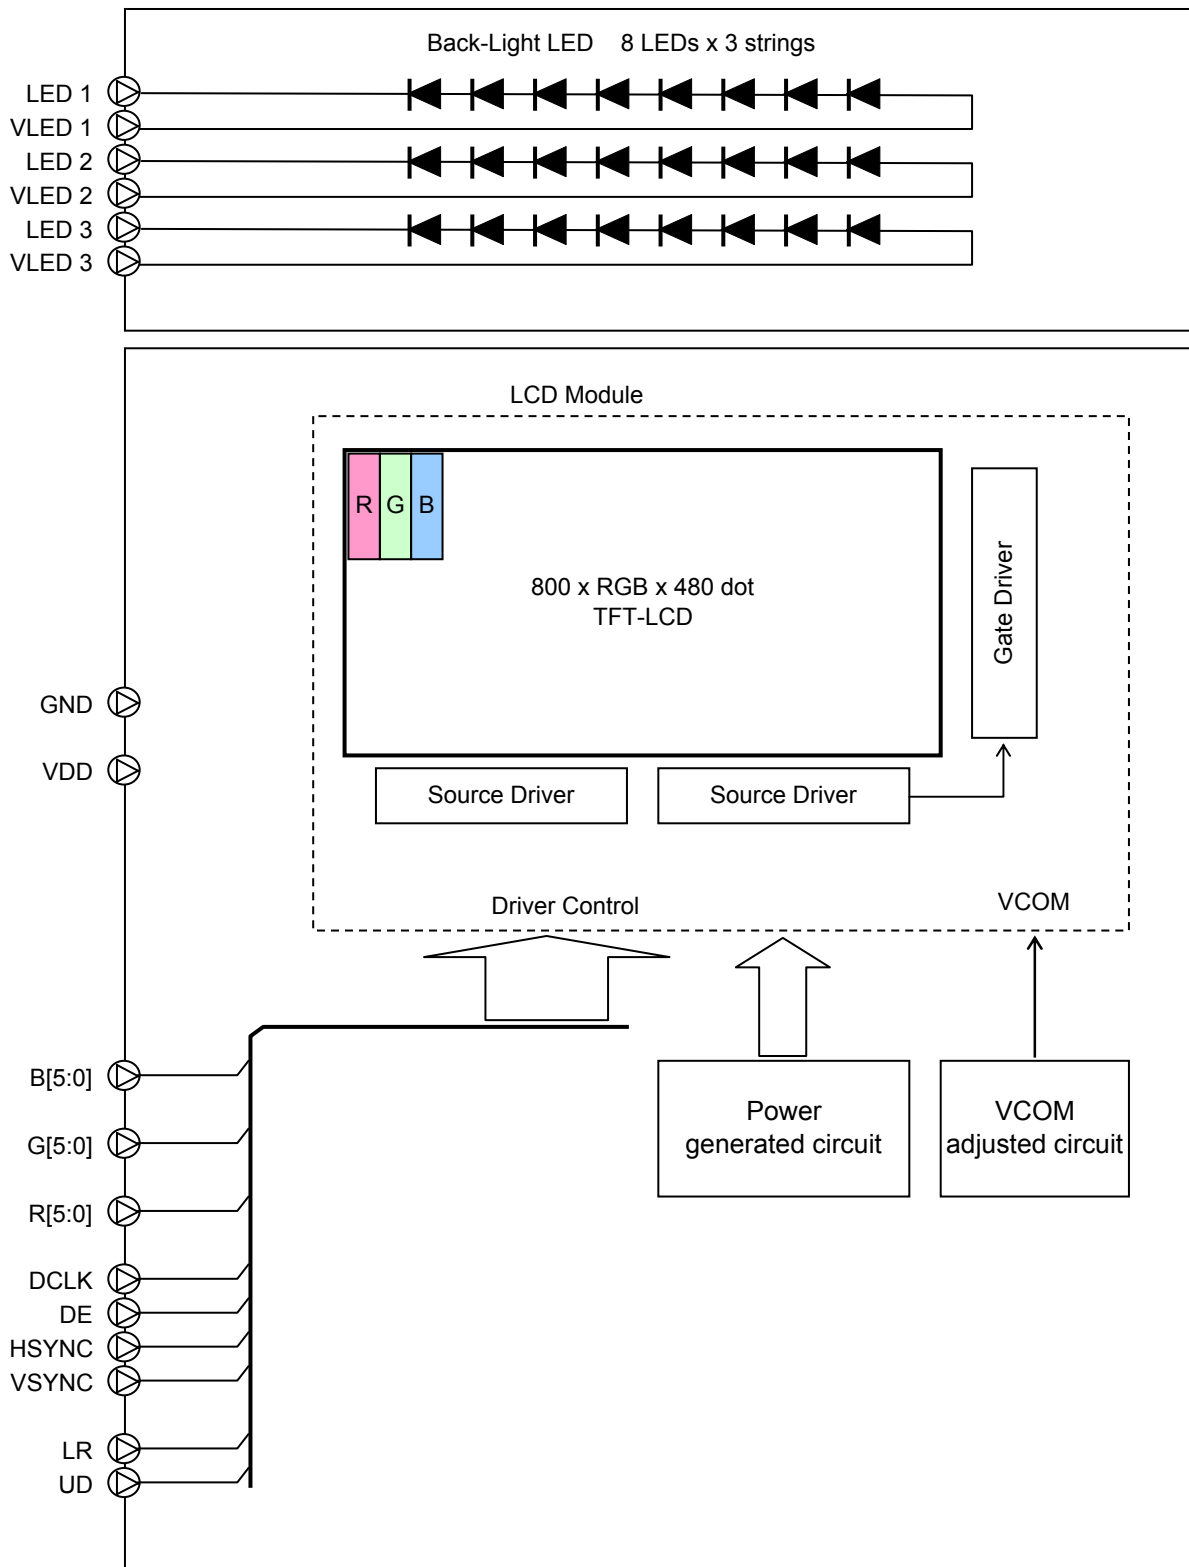 Back-Light LED 8 LEDs x 3 strings
LED 1
VLED 1
LED 2
VLED 2
LED 3
VLED 3
LCD Module
R G B
800 x RGB x 480 dot
TFT-LCD
Gate Driver
GND
VDD
Source Driver
Source Driver
Driver Control
VCOM
B[5:0]
G[5:0]
R[5:0]
DCLK
DE
HSYNC
VSYNC
LR
UD
Power
generated circuit
VCOM
adjusted circuit